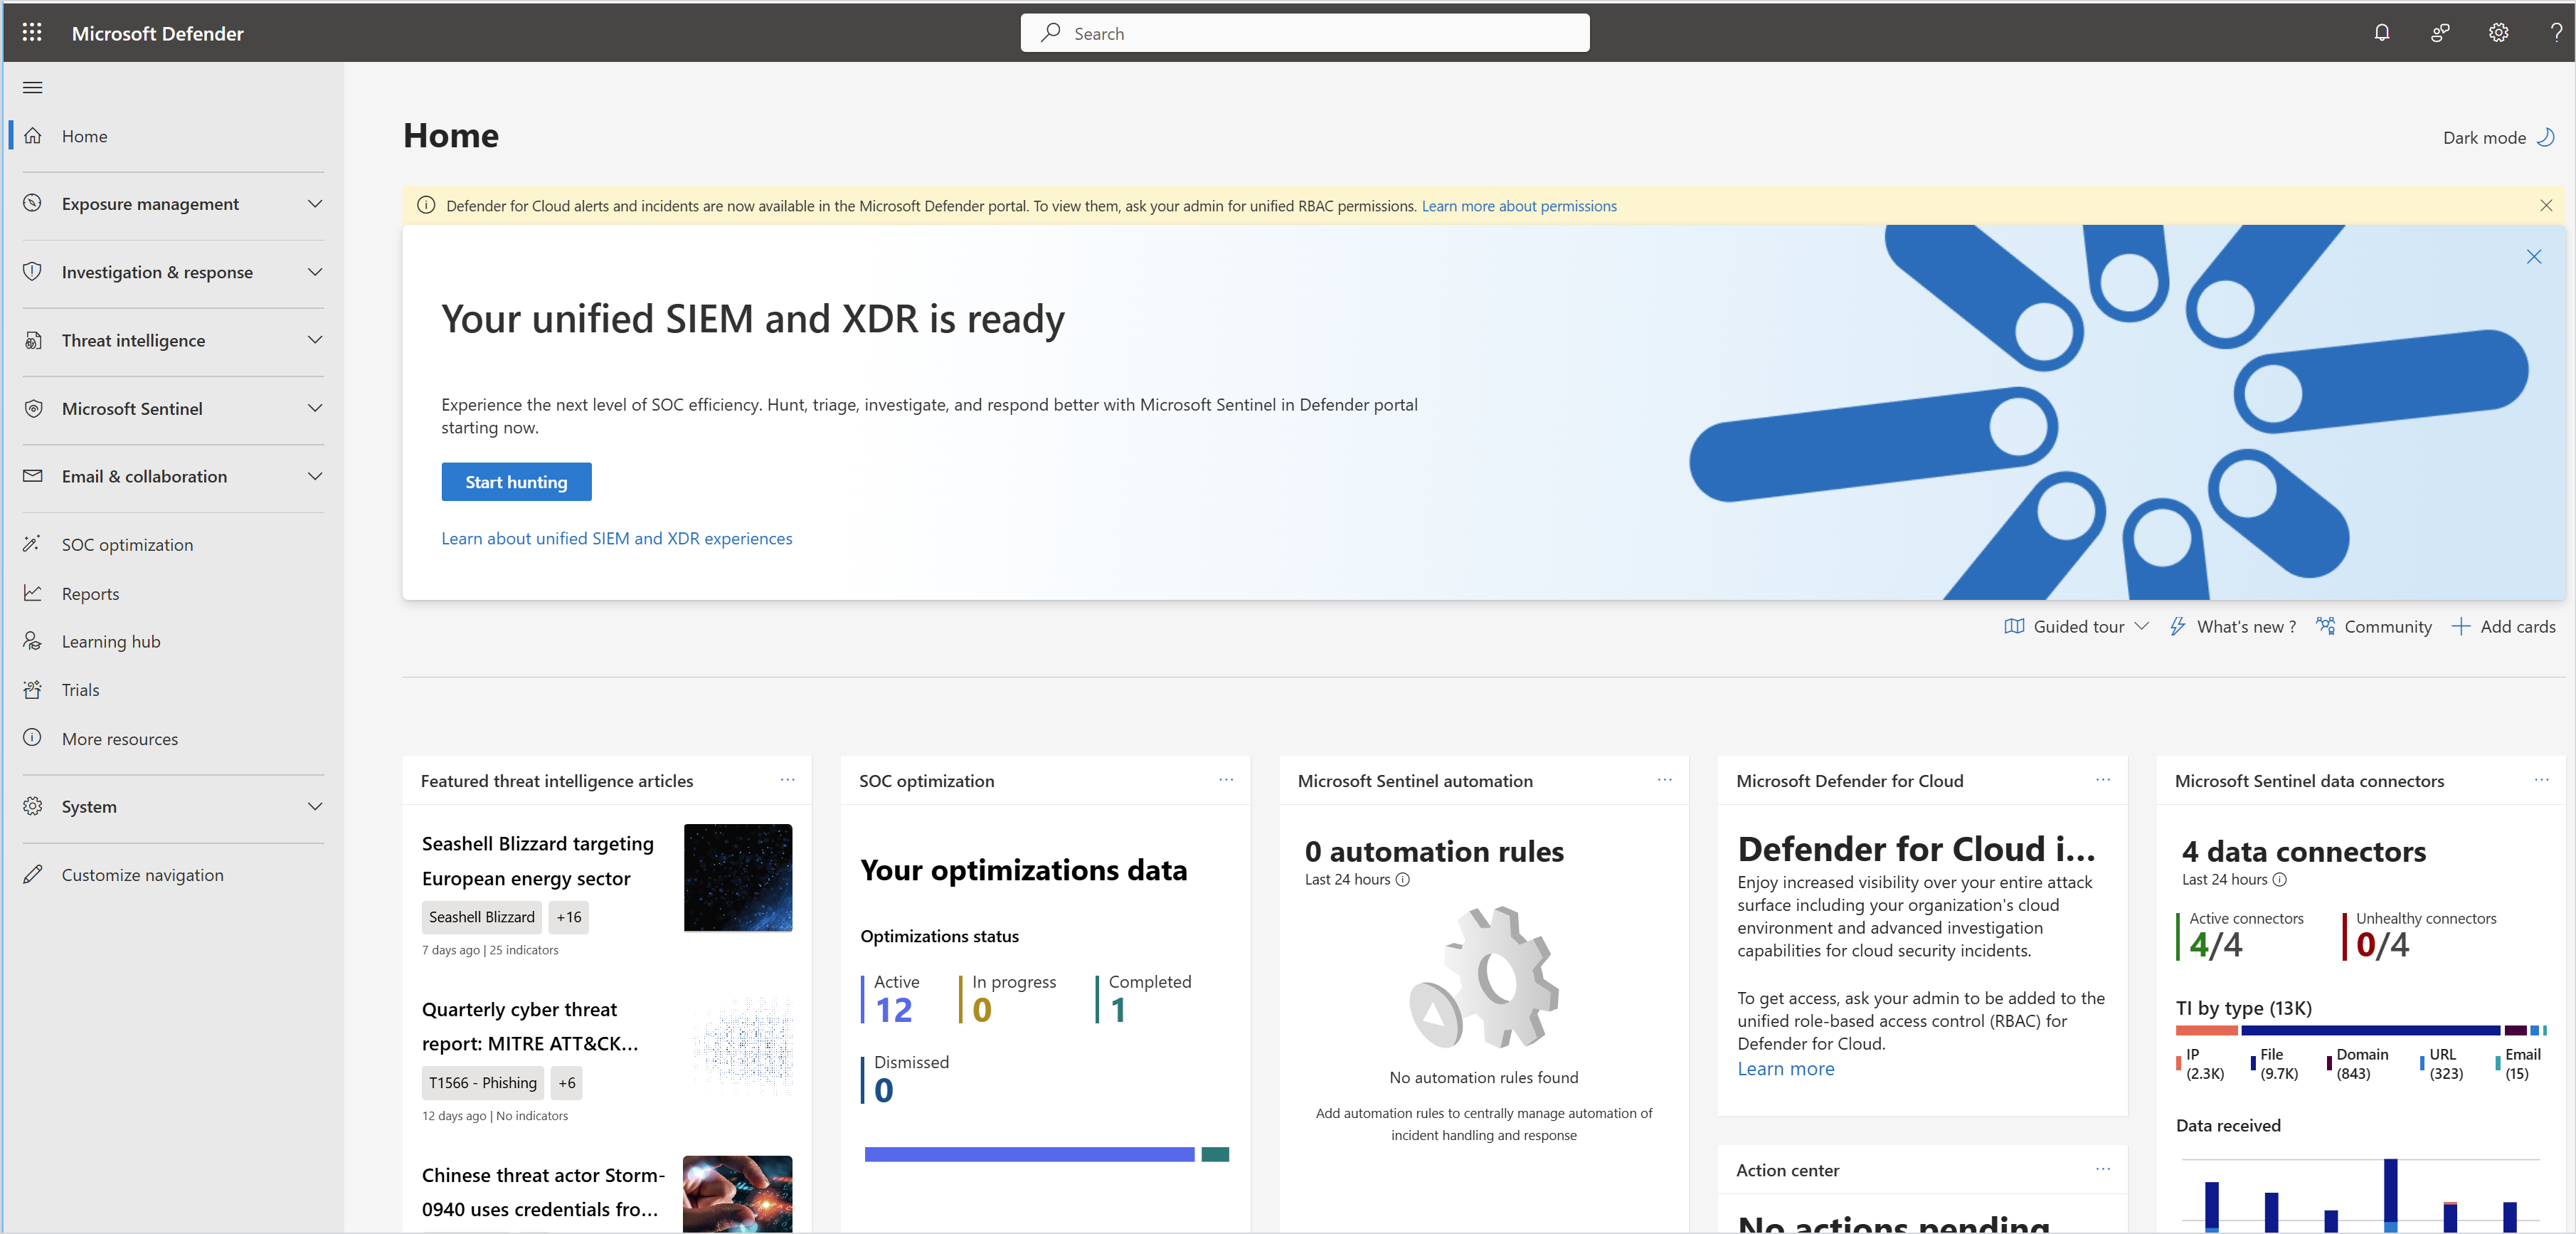 Microsoft Defender
Search
Home
Exposure management
Investigation & response
Threat intelligence
Microsoft Sentinel
Email & collaboration
SOC optimization
Reports
Learning hub
Trials
More resources
System
Customize navigation
Home
Dark mode
Defender for Cloud alerts and incidents are now available in the Microsoft Defender portal. To view them, ask your admin for unified RBAC permissions. Learn more about permissions
Your unified SIEM and XDR is ready
Experience the next level of SOC efficiency. Hunt, triage, investigate, and respond better with Microsoft Sentinel in Defender portal
starting now.
Start hunting
Learn about unified SIEM and XDR experiences
Guided tour
What's new ?
Community
Add cards
Featured threat intelligence articles
Seashell Blizzard targeting
European energy sector
Seashell Blizzard +16
7 days ago | 25 indicators
Quarterly cyber threat
report: MITRE ATT&CK...
T1566 - Phishing +6
12 days ago | No indicators
Chinese threat actor Storm-
0940 uses credentials fro...
SOC optimization
Your optimizations data
Optimizations status
Active
12
In progress
0
Completed
1
Dismissed
0
Microsoft Sentinel automation
0 automation rules
Last 24 hours
No automation rules found
Add automation rules to centrally manage automation of
incident handling and response
Microsoft Defender for Cloud
Defender for Cloud i...
Enjoy increased visibility over your entire attack
surface including your organization's cloud
environment and advanced investigation
capabilities for cloud security incidents.
To get access, ask your admin to be added to the
unified role-based access control (RBAC) for
Defender for Cloud.
Learn more
Action center
No actions pending
Microsoft Sentinel data connectors
4 data connectors
Last 24 hours
Active connectors
4/4
Unhealthy connectors
0/4
TI by type (13K)
IP
(2.3K)
File
(9.7K)
Domain
(843)
URL
(323)
Email
(15)
Data received